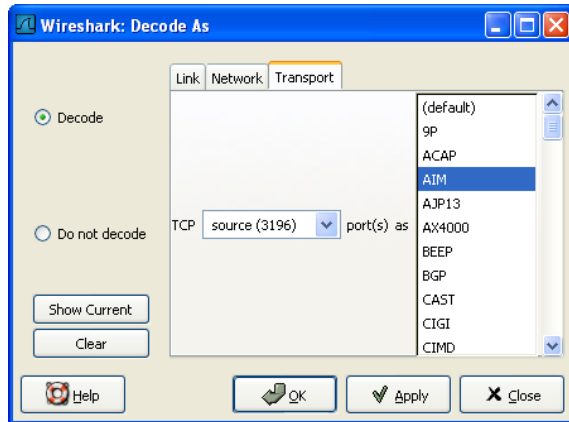 Wireshark: Decode As
Link Network Transport
Decode
Do not decode
Show Current
Clear
TCP source (3196) port(s) as
(default)
9P
ACAP
AIM
AJP13
AX4000
BEEP
BGP
CAST
CIGI
CIMD
Help OK Apply Close